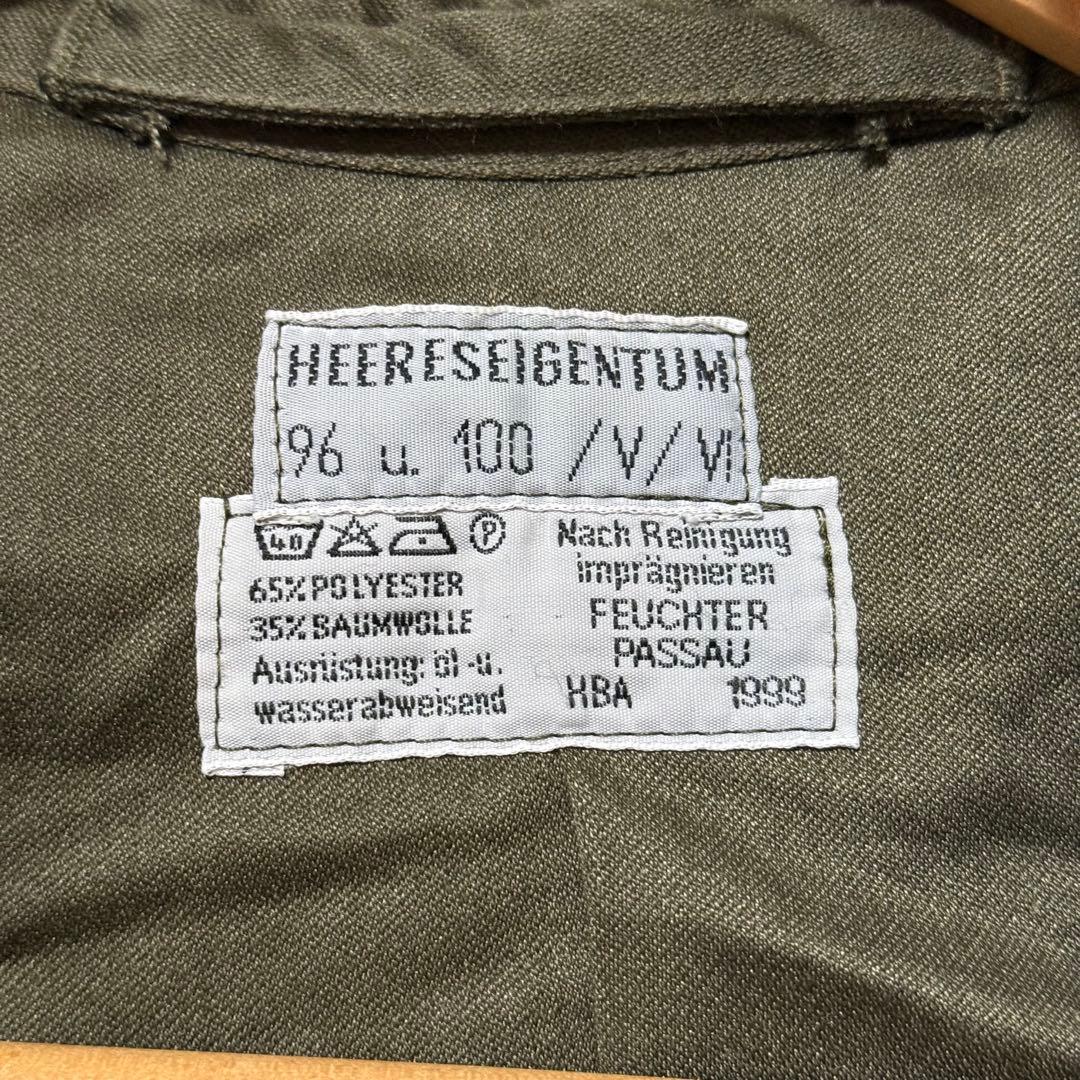 HEERESEIGENTUM
96 u. 100 /V/ VI
40
P
65% POLYESTER
35% BAUMWOLLE
Ausrüstung: öl -u.
wasserabweisend
Nach Reinigung
imprägnieren
FEUCHTER
PASSAU
HBA 1999